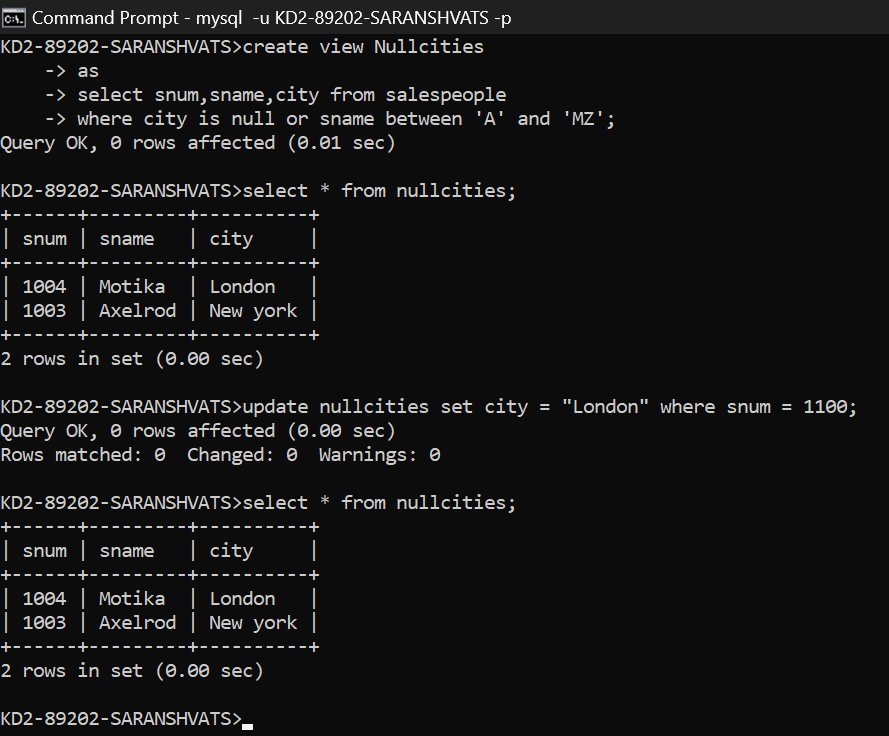 Command Prompt - mysql -u KD2-89202-SARANSHVATS -p
KD2-89202-SARANSHVATS>create view Nullcities
    -> as
    -> select snum,sname,city from salespeople
    -> where city is null or sname between 'A' and 'MZ';
Query OK, 0 rows affected (0.01 sec)

KD2-89202-SARANSHVATS>select * from nullcities;
+------+---------+----------+
| snum | sname   | city     |
+------+---------+----------+
| 1004 | Motika  | London   |
| 1003 | Axelrod | New york |
+------+---------+----------+
2 rows in set (0.00 sec)

KD2-89202-SARANSHVATS>update nullcities set city = "London" where snum = 1100;
Query OK, 0 rows affected (0.00 sec)
Rows matched: 0  Changed: 0  Warnings: 0

KD2-89202-SARANSHVATS>select * from nullcities;
+------+---------+----------+
| snum | sname   | city     |
+------+---------+----------+
| 1004 | Motika  | London   |
| 1003 | Axelrod | New york |
+------+---------+----------+
2 rows in set (0.00 sec)

KD2-89202-SARANSHVATS>